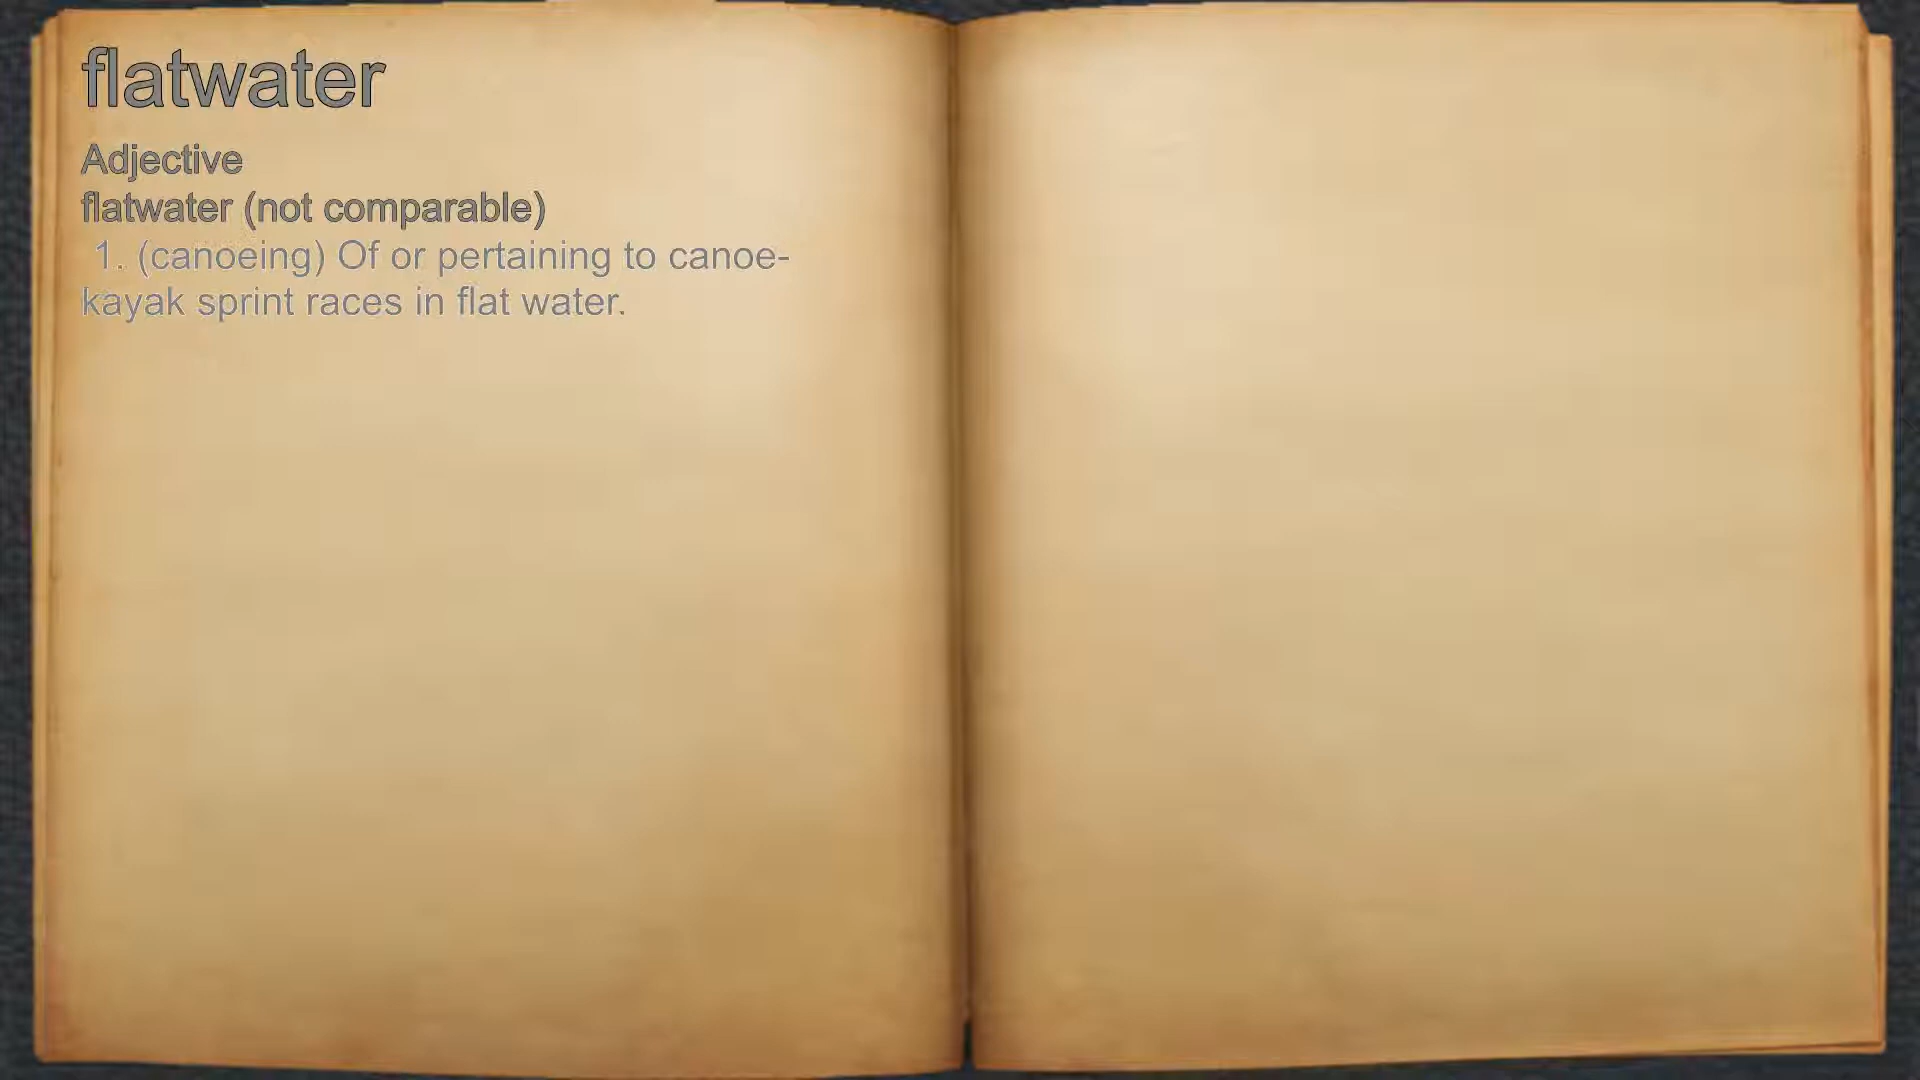 flatwater
Adjective
flatwater (not comparable)
1. (canoeing) Of or pertaining to canoe-
kayak sprint races in flat water.